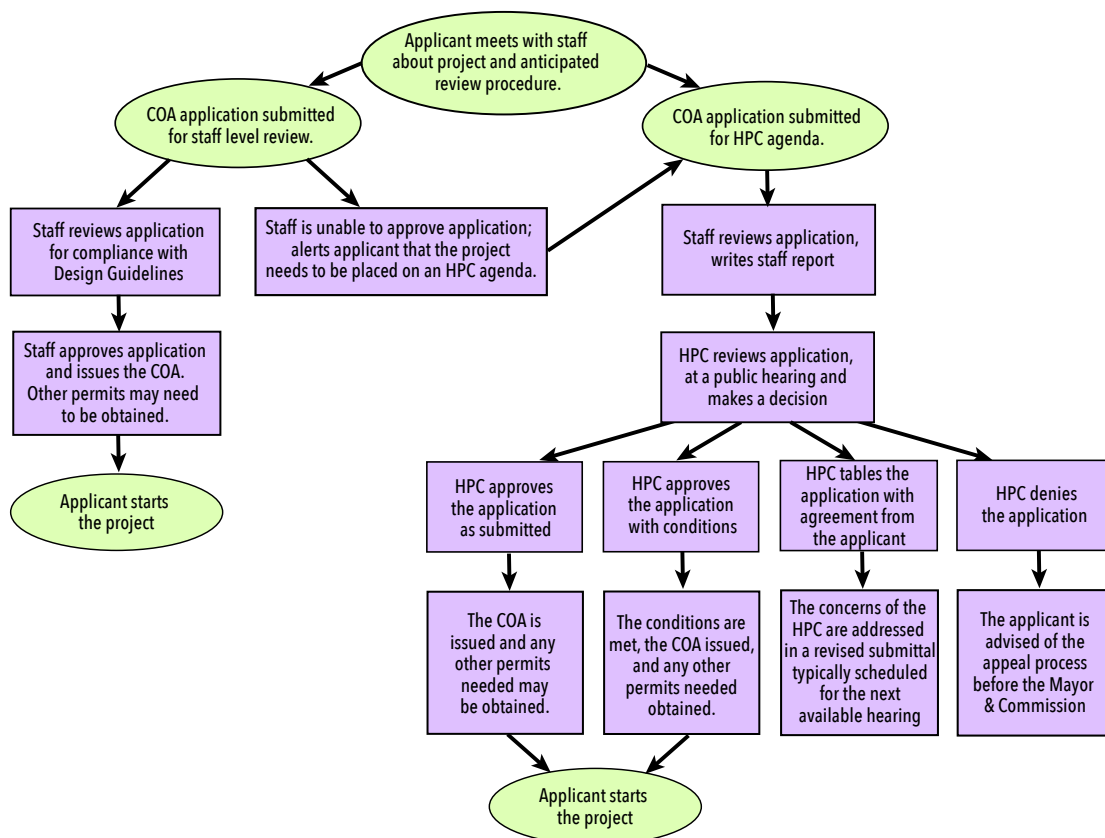 Applicant meets with staff
about project and anticipated
review procedure.
COA application submitted
for staff level review.
COA application submitted
for HPC agenda.
Staff reviews application
for compliance with
Design Guidelines
Staff is unable to approve application;
alerts applicant that the project
needs to be placed on an HPC agenda.
Staff reviews application,
writes staff report
Staff approves application
and issues the COA.
Other permits may need
to be obtained.
HPC reviews application,
at a public hearing and
makes a decision
Applicant starts
the project
HPC approves
the application
as submitted
HPC approves
the application
with conditions
HPC tables the
application with
agreement from
the applicant
HPC denies
the application
The COA is
issued and any
other permits
needed may
be obtained.
The conditions are
met, the COA issued,
and any other
permits needed
obtained.
The concerns of the
HPC are addressed
in a revised submittal
typically scheduled
for the next
available hearing
The applicant is
advised of the
appeal process
before the Mayor
& Commission
Applicant starts
the project